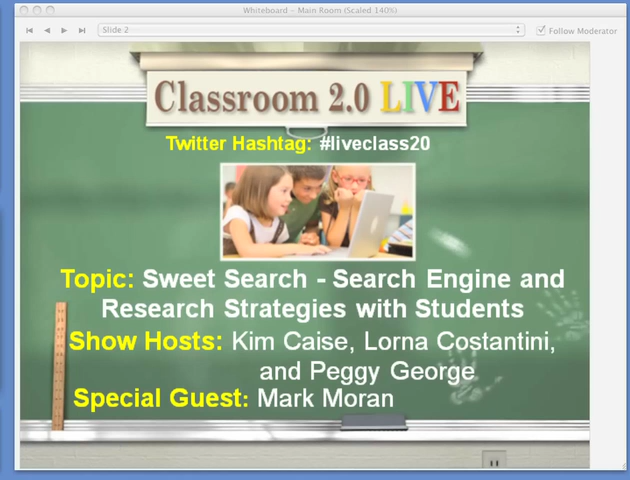 Whiteboard - Main Room (Scaled 140%)
Slide 2
Follow Moderator
Classroom 2.0 LIVE
Twitter Hashtag: #liveclass20
Topic: Sweet Search - Search Engine and
Research Strategies with Students
Show Hosts: Kim Caise, Lorna Costantini,
and Peggy George
Special Guest: Mark Moran